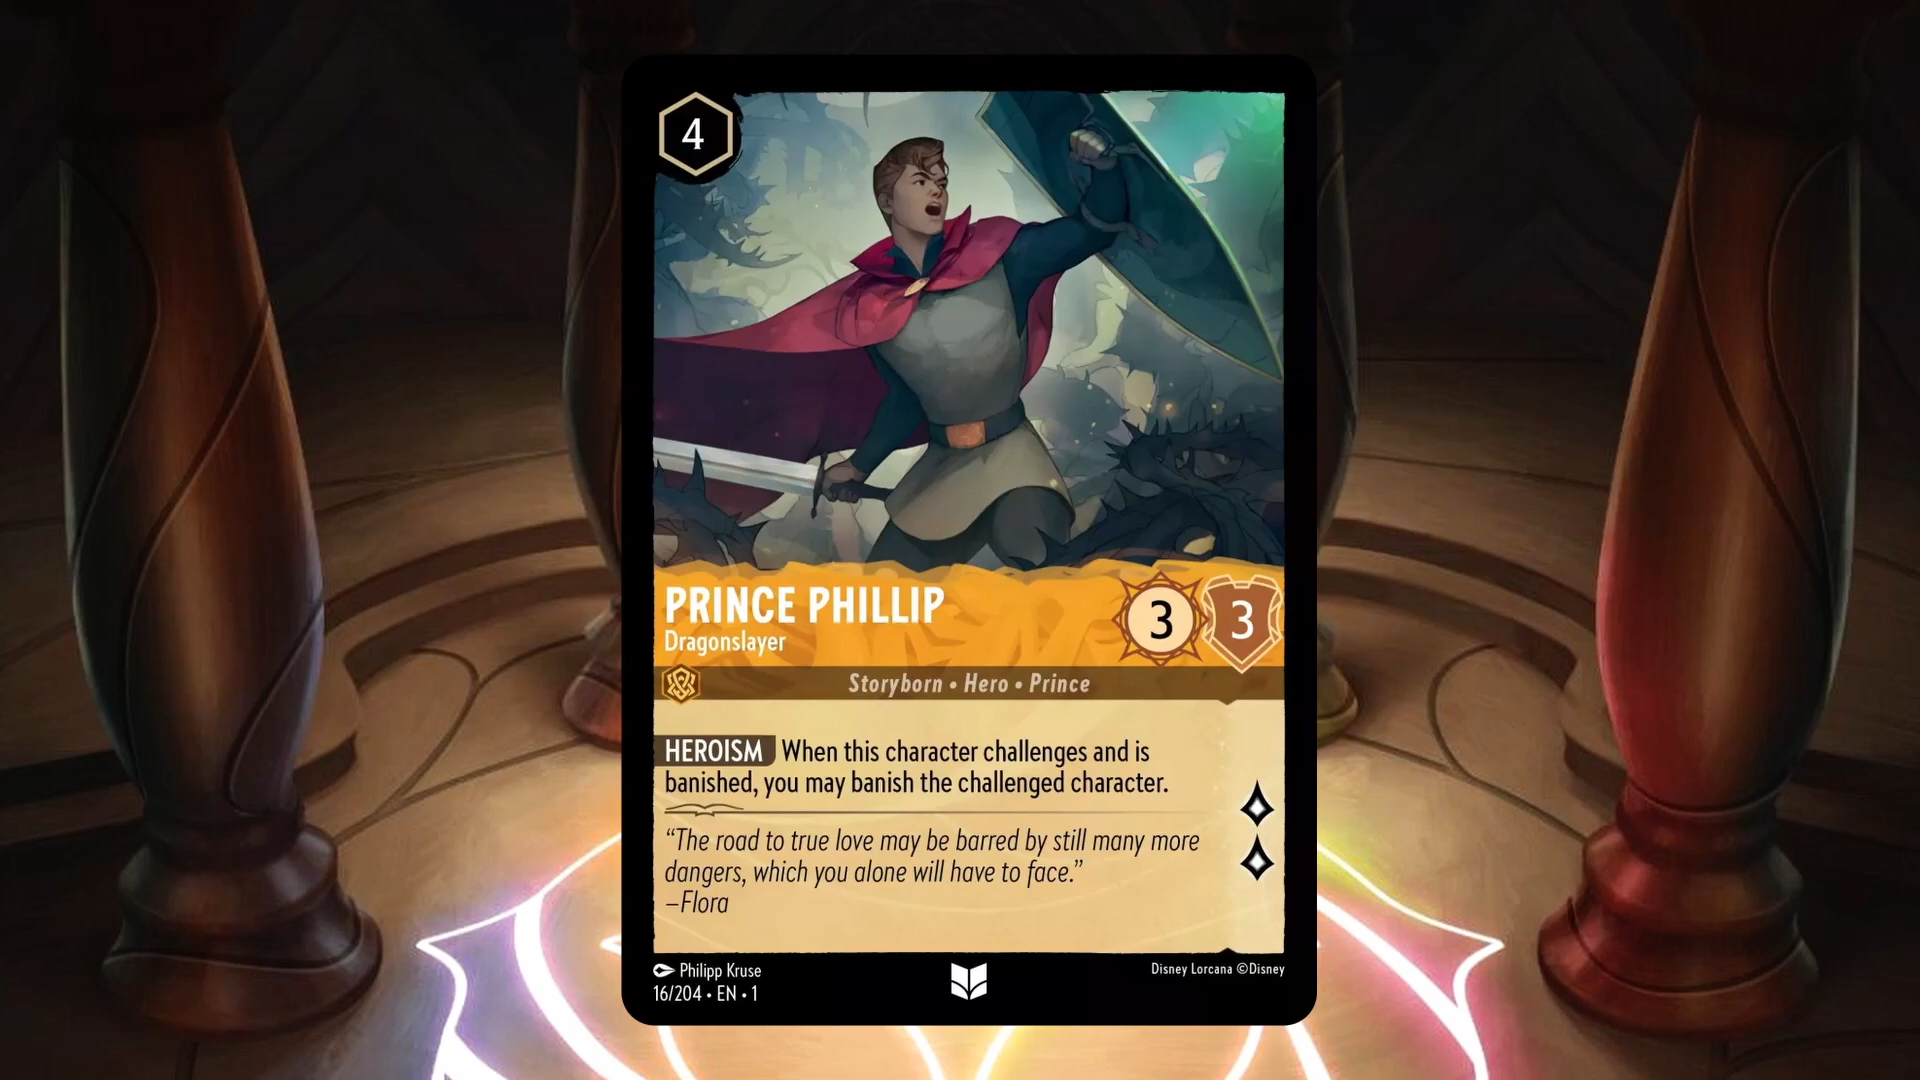 4
PRINCE PHILLIP
Dragonslayer
3
3
Storyborn • Hero • Prince
HEROISM When this character challenges and is
banished, you may banish the challenged character.
“The road to true love may be barred by still many more
dangers, which you alone will have to face.”
–Flora
Philipp Kruse
Disney Lorcana ©Disney
16/204 • EN • 1